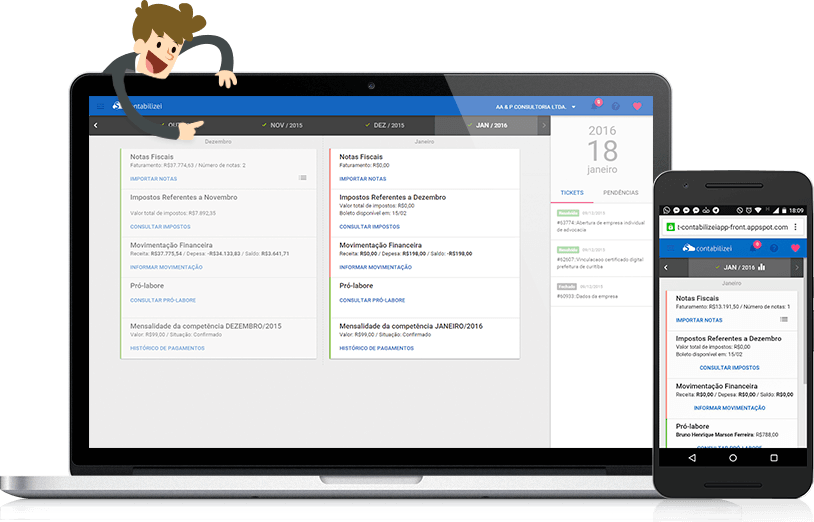 contabilizei
AA & P CONSULTORIA LTDA.
NOV / 2015
DEZ / 2015
JAN / 2016
Dezembro
Notas Fiscais
Faturamento: R$37.774,63 / Número de notas: 2
IMPORTAR NOTAS
Impostos Referentes a Novembro
Valor total de impostos: R$7.892,35
CONSULTAR IMPOSTOS
Movimentação Financeira
Receita: R$37.775,54 / Depesa: -R$34.133,83 / Saldo: R$3.641,71
INFORMAR MOVIMENTAÇÃO
Pró-labore
CONSULTAR PRÓ-LABORE
Mensalidade da competência DEZEMBRO/2015
Valor: R$99,00 / Situação: Confirmado
HISTÓRICO DE PAGAMENTOS
Janeiro
Notas Fiscais
Faturamento: R$0,00
IMPORTAR NOTAS
Impostos Referentes a Dezembro
Valor total de impostos: R$0,00
Boleto disponível em: 15/02
CONSULTAR IMPOSTOS
Movimentação Financeira
Receita: R$0,00 / Depesa: R$198,00 / Saldo: -R$198,00
INFORMAR MOVIMENTAÇÃO
Pró-labore
CONSULTAR PRÓ-LABORE
Mensalidade da competência JANEIRO/2016
Valor: R$99,00 / Situação: Confirmado
HISTÓRICO DE PAGAMENTOS
2016
18
janeiro
TICKETS
PENDÊNCIAS
#63774: Abertura de empresa individual
de advocacia
#62607: Vinculacao certificado digital
prefeitura de curitiba
#60933: Dados da empresa
18:09
t-contabilizeiapp-front.appspot.com
contabilizei
JAN / 2016
Janeiro
Notas Fiscais
Faturamento: R$13.191,50 / Número de notas: 1
IMPORTAR NOTAS
Impostos Referentes a Dezembro
Valor total de impostos: R$0,00
Boleto disponível em: 15/02
CONSULTAR IMPOSTOS
Movimentação Financeira
Receita: R$0,00 / Depesa: R$0,00 / Saldo: R$0,00
INFORMAR MOVIMENTAÇÃO
Pró-labore
Bruno Henrique Marxon Ferreira: R$788,00
CONSULTAR PRÓ-LABORE